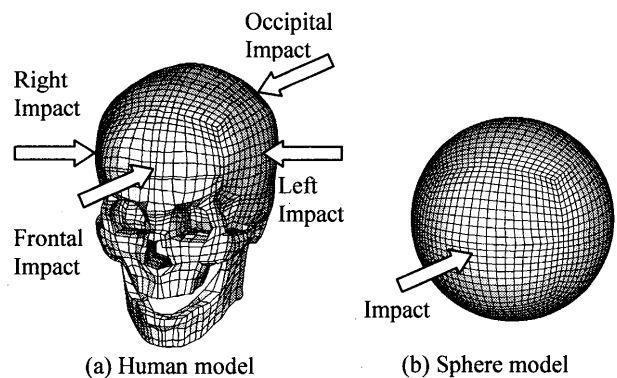 Occipital
Impact
Right
Impact
Left
Impact
Frontal
Impact
Impact
(a) Human model
(b) Sphere model